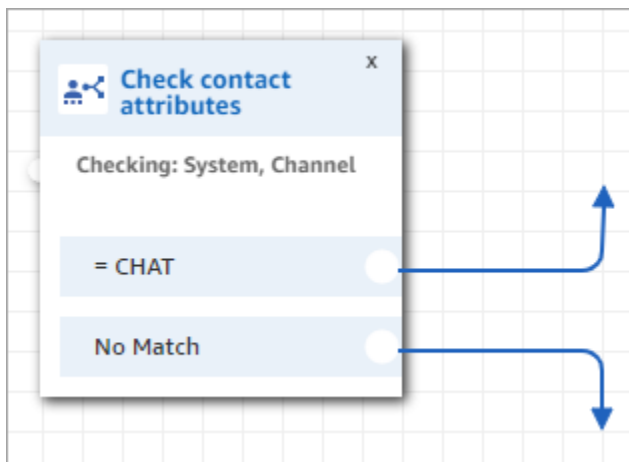 x
Check contact
attributes
Checking: System, Channel
= CHAT
No Match